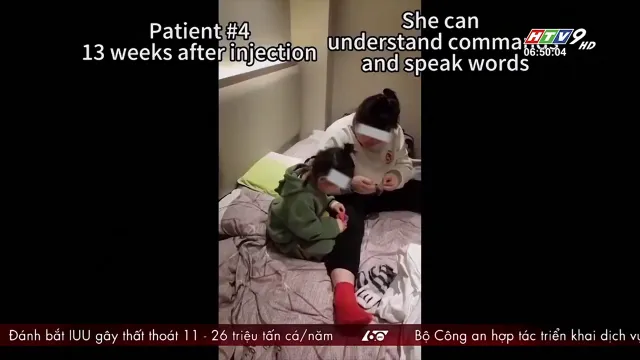 Patient #4
13 weeks after injection
She can
understand commands
and speak words
HTV9 HD
06:50:04
Đánh bắt IUU gây thất thoát 11 - 26 triệu tấn cá/năm
Bộ Công an hợp tác triển khai dịch vụ